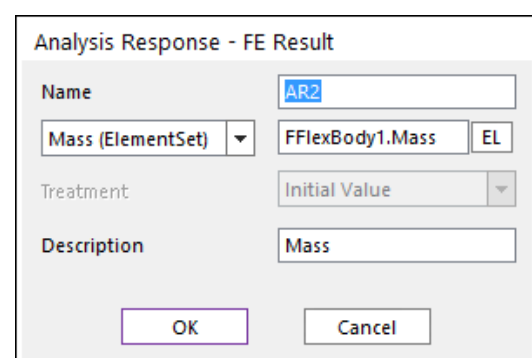 Analysis Response - FE Result
Name AR2
Mass (ElementSet) FFlexBody1.Mass EL
Treatment Initial Value
Description Mass
OK Cancel